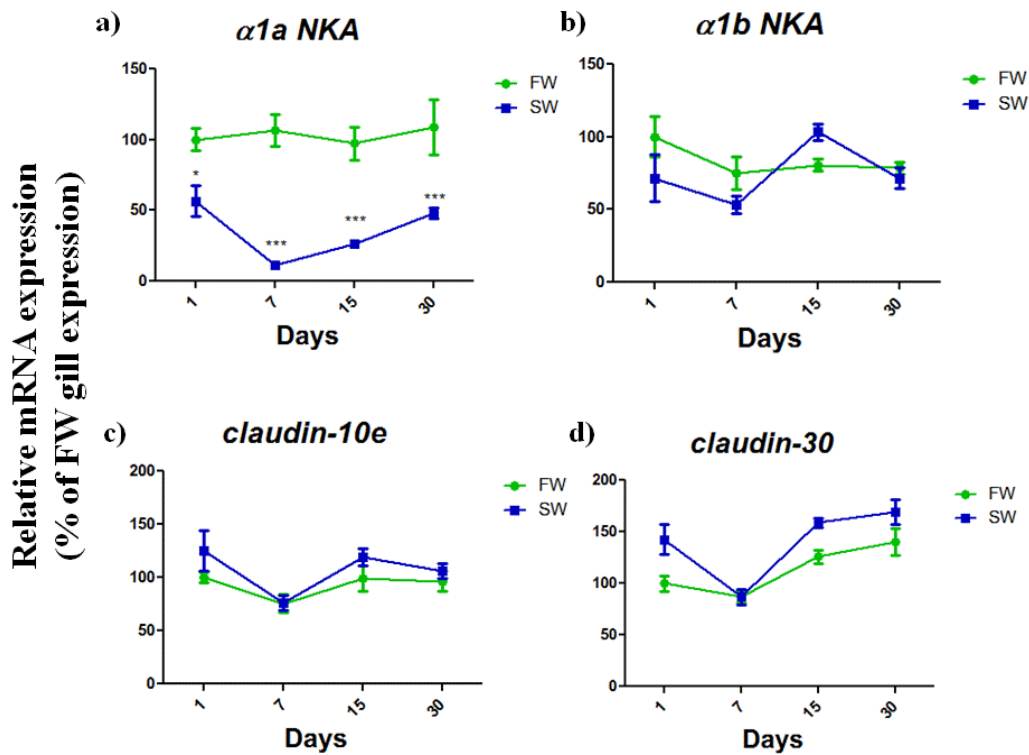 a)
α1a NKA
150
100
50
0
*
***
***
***
1
7
15
30
Days
FW
SW
b)
α1b NKA
150
100
50
0
1
7
15
30
Days
FW
SW
Relative mRNA expression
(% of FW gill expression)
c)
claudin-10e
200
150
100
50
0
1
7
15
30
Days
FW
SW
d)
claudin-30
200
150
100
50
0
1
7
15
30
Days
FW
SW